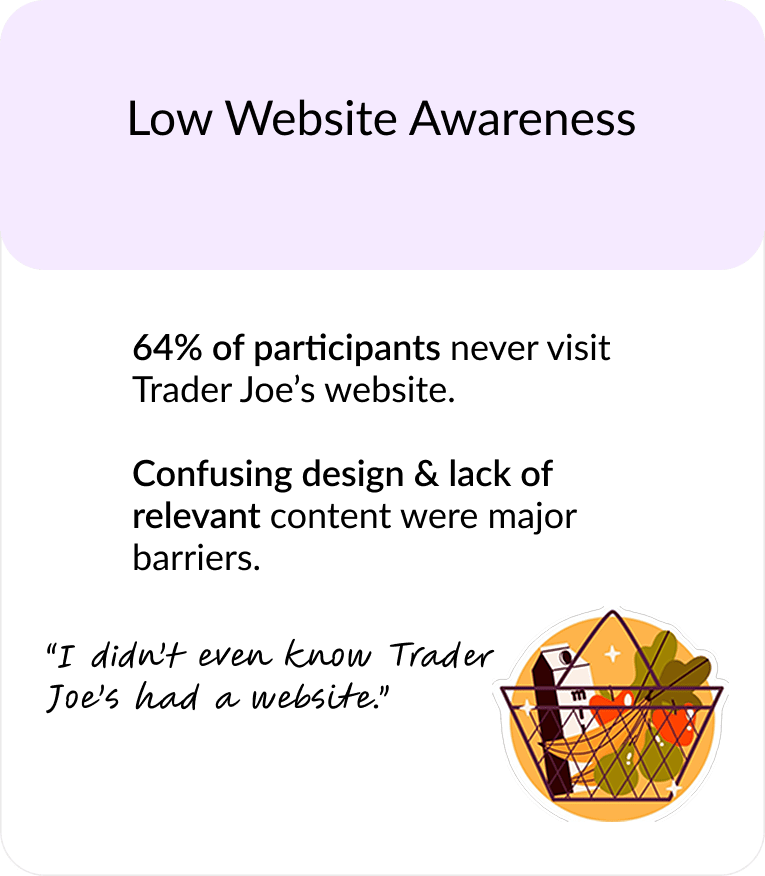 Low Website Awareness
64% of participants never visit
Trader Joe’s website.
Confusing design & lack of
relevant content were major
barriers.
“I didn’t even know Trader
Joe’s had a website.”